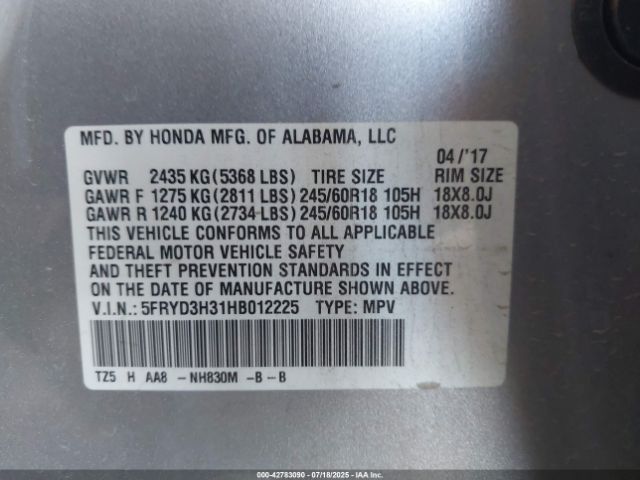 MFD. BY HONDA MFG. OF ALABAMA, LLC
04/'17
GVWR 2435 KG(5368 LBS) TIRE SIZE RIM SIZE
GAWR F 1275 KG(2811 LBS)245/60R18 105H 18X8.0J
GAWR R 1240 KG(2734 LBS)245/60R18 105H 18X8.0J
THIS VEHICLE CONFORMS TO ALL APPLICABLE
FEDERAL MOTOR VEHICLE SAFETY
AND THEFT PREVENTION STANDARDS IN EFFECT
ON THE DATE OF MANUFACTURE SHOWN ABOVE.
V.I.N.: 5FRYD3H31HB012225 TYPE: MPV
TZ5 H AA8 -NH830M -B-B
000-42783090 - 07/18/2025 - IAA, Inc.